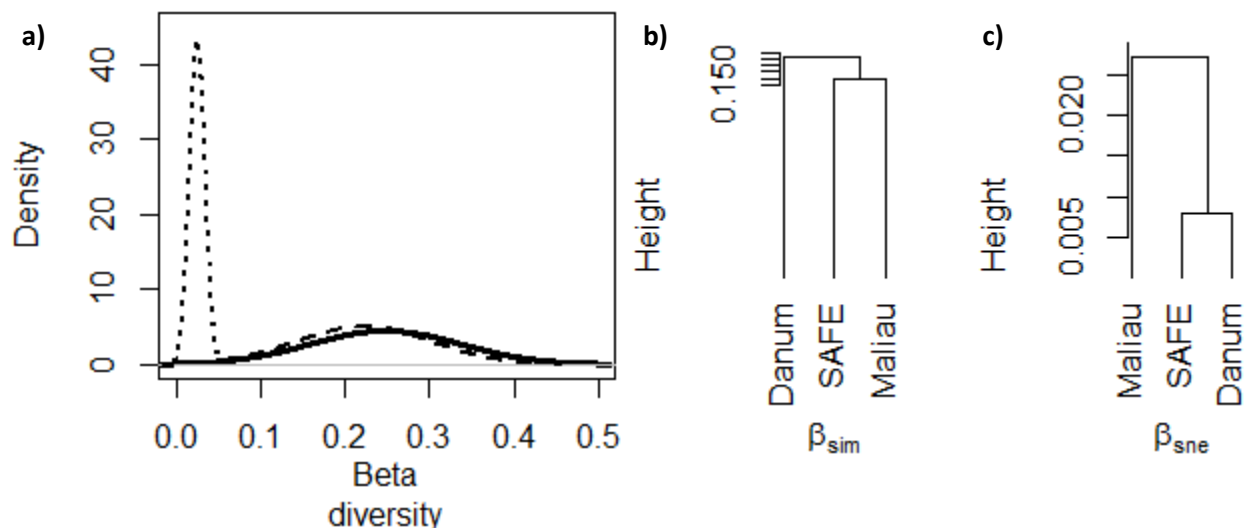 a)
Density
0
10
20
30
40
0.0 0.1 0.2 0.3 0.4 0.5
Beta
diversity
b)
Height
0.150
Danum
SAFE
Maliau
βsim
c)
Height
0.005 0.020
Maliau
SAFE
Danum
βsne